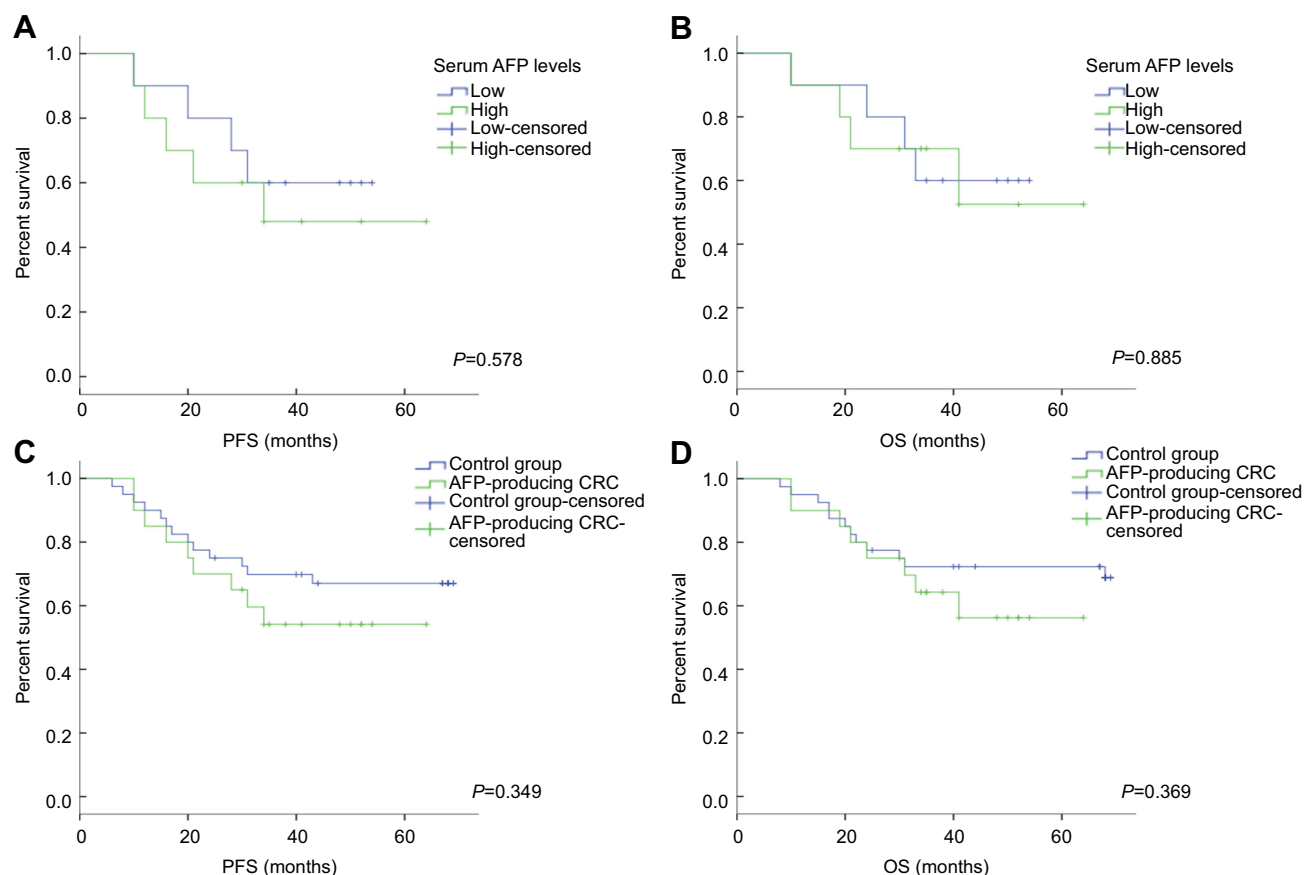 A
1.0
0.8
0.6
0.4
0.2
0.0
Percent survival
Serum AFP levels
Low
High
Low-censored
High-censored
P=0.578
0 20 40 60
PFS (months)
B
1.0
0.8
0.6
0.4
0.2
0.0
Percent survival
Serum AFP levels
Low
High
Low-censored
High-censored
P=0.885
0 20 40 60
OS (months)
C
1.0
0.8
0.6
0.4
0.2
0.0
Percent survival
Control group
AFP-producing CRC
Control group-censored
AFP-producing CRC-
censored
P=0.349
0 20 40 60
PFS (months)
D
1.0
0.8
0.6
0.4
0.2
0.0
Percent survival
Control group
AFP-producing CRC
Control group-censored
AFP-producing CRC-
censored
P=0.369
0 20 40 60
OS (months)